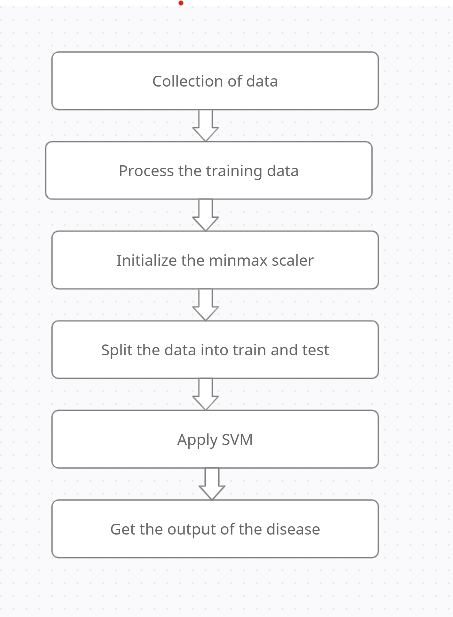 Collection of data
Process the training data
Initialize the minmax scaler
Split the data into train and test
Apply SVM
Get the output of the disease